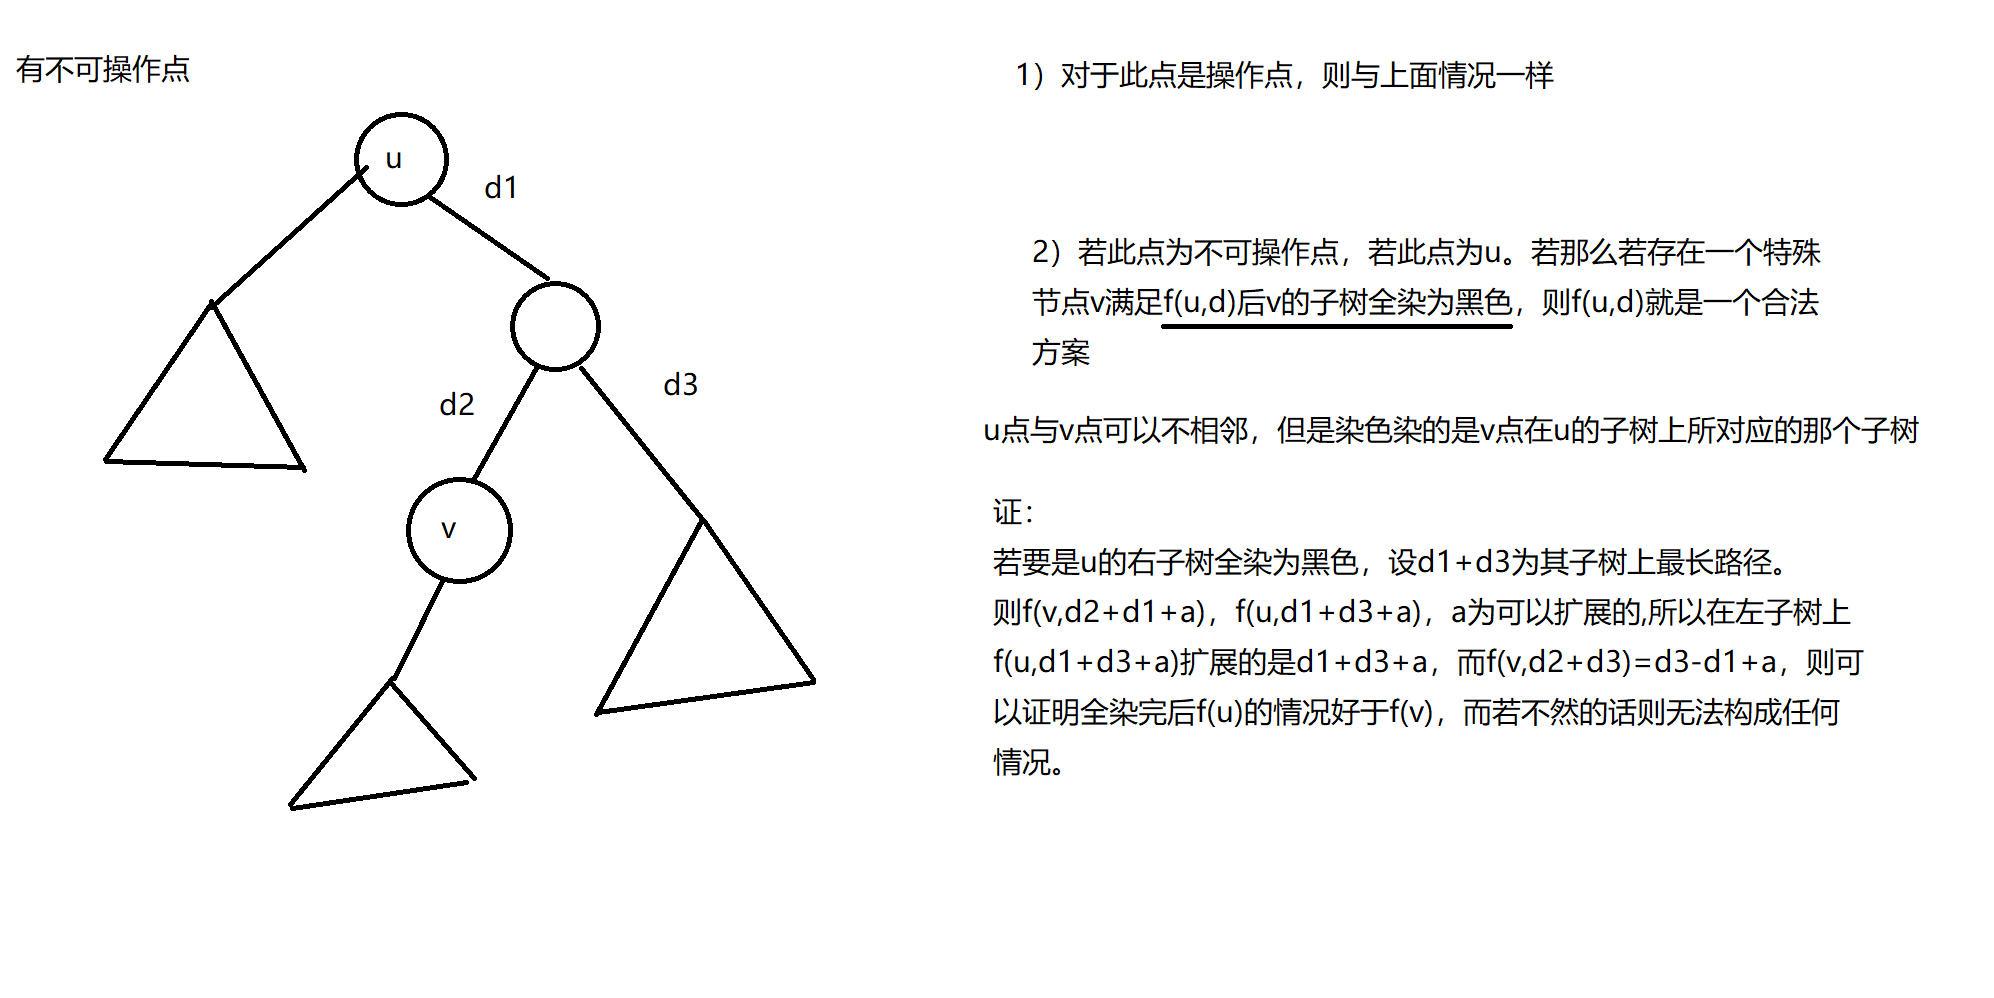 有不可操作点
u
d1
d2
d3
v
1）对于此点是操作点，则与上面情况一样
2）若此点为不可操作点，若此点为u。若那么若存在一个特殊
节点v满足f(u,d)后v的子树全染为黑色，则f(u,d)就是一个合法
方案
u点与v点可以不相邻，但是染色染的是v点在u的子树上所对应的那个子树
证：
若要是u的右子树全染为黑色，设d1+d3为其子树上最长路径。
则f(v,d2+d1+a)，f(u,d1+d3+a)，a为可以扩展的,所以在左子树上
f(u,d1+d3+a)扩展的是d1+d3+a，而f(v,d2+d3)=d3-d1+a，则可
以证明全染完后f(u)的情况好于f(v)，而若不然的话则无法构成任何
情况。